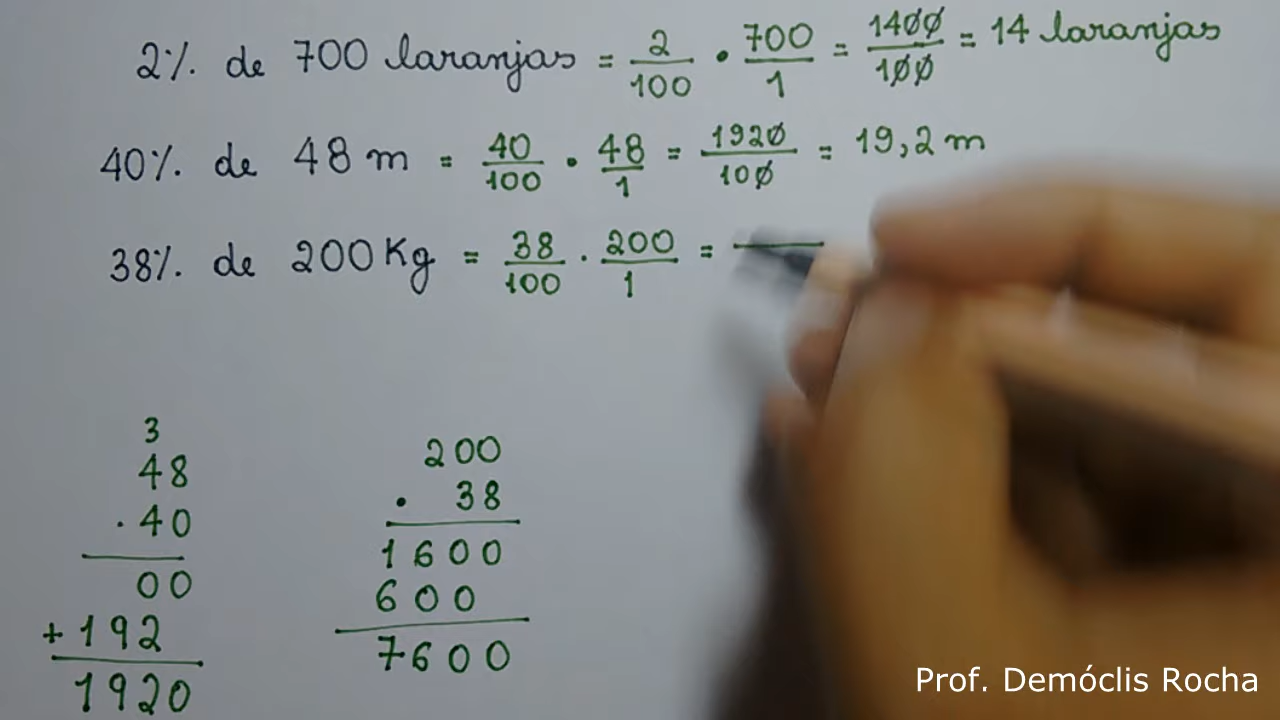 2% de 700 laranjas = 2/100 · 700/1 = 1400/100 = 14 laranjas
40% de 48 m = 40/100 · 48/1 = 1920/100 = 19,2 m
38% de 200 Kg = 38/100 · 200/1 =
3
48
· 40
00
+ 192
1920
200
· 38
1600
600
7600
Prof. Demóclis Rocha